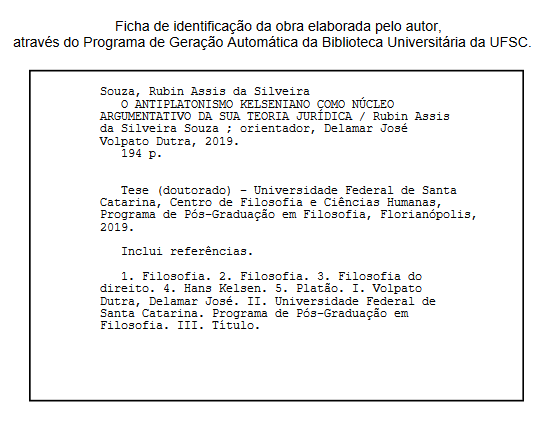 Ficha de identificação da obra elaborada pelo autor,
através do Programa de Geração Automática da Biblioteca Universitária da UFSC.
Souza, Rubin Assis da Silveira
O ANTIPLATONISMO KELSENIANO COMO NÚCLEO
ARGUMENTATIVO DA SUA TEORIA JURÍDICA / Rubin Assis
da Silveira Souza ; orientador, Delamar José
Volpato Dutra, 2019.
194 p.
Tese (doutorado) - Universidade Federal de Santa
Catarina, Centro de Filosofia e Ciências Humanas,
Programa de Pós-Graduação em Filosofia, Florianópolis,
2019.
Inclui referências.
1. Filosofia. 2. Filosofia. 3. Filosofia do
direito. 4. Hans Kelsen. 5. Platão. I. Volpato
Dutra, Delamar José. II. Universidade Federal de
Santa Catarina. Programa de Pós-Graduação em
Filosofia. III. Título.